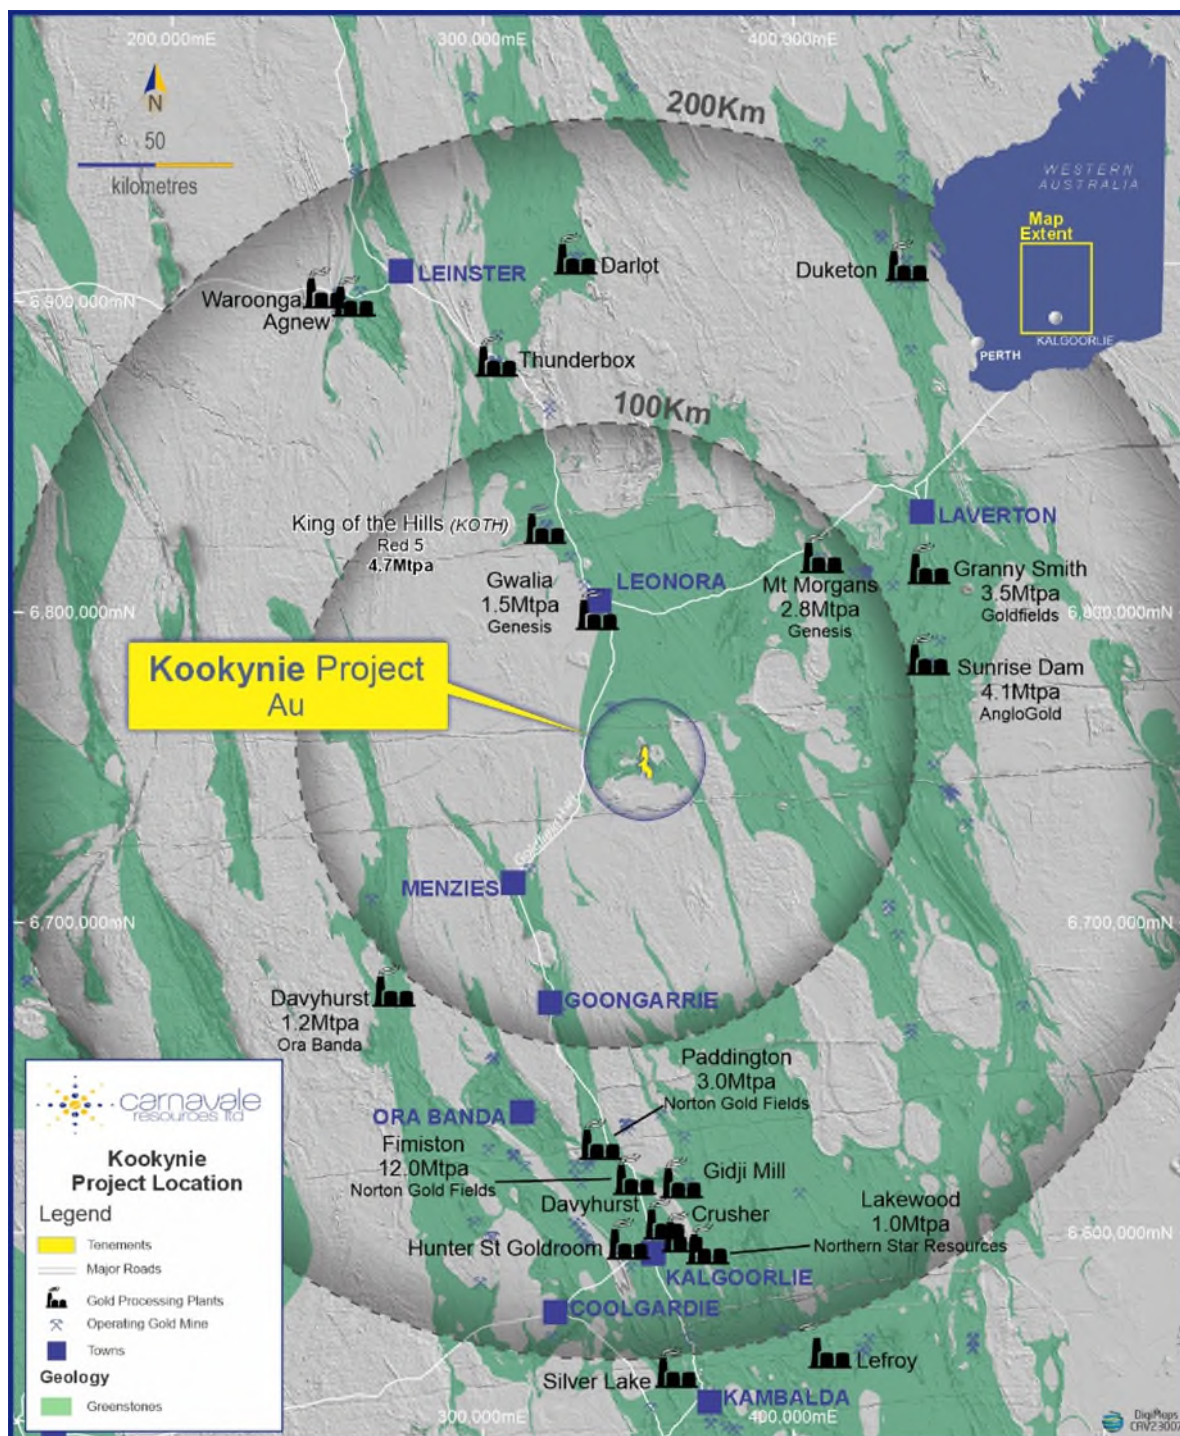 200,000mE
300,000mE
400,000mE
N
50
kilometres
200Km
WESTERN
AUSTRALIA
Map
Extent
KALGOORLIE
PERTH
LEINSTER
Darlot
Duketon
Waroonga
Agnew
6,900,000mN
Thunderbox
100Km
King of the Hills (KOTH)
Red 5
4.7Mtpa
LAVERTON
Gwalia
1.5Mtpa
Genesis
LEONORA
Mt Morgans
2.8Mtpa
Genesis
Granny Smith
3.5Mtpa
Goldfields
6,800,000mN
6,800,000mN
Kookynie Project
Au
Sunrise Dam
4.1Mtpa
AngloGold
MENZIES
6,700,000mN
6,700,000mN
Davyhurst
1.2Mtpa
Ora Banda
GOONGARRIE
Paddington
3.0Mtpa
Norton Gold Fields
ORA BANDA
Fimiston
12.0Mtpa
Norton Gold Fields
Gidji Mill
Davyhurst
Crusher
Lakewood
1.0Mtpa
Northern Star Resources
6,600,000mN
Hunter St Goldroom
KALGOORLIE
COOLGARDIE
Lefroy
Silver Lake
KAMBALDA
300,000mE
400,000mE
carnavale
resources ltd
Kookynie
Project Location
Legend
Tenements
Major Roads
Gold Processing Plants
Operating Gold Mine
Towns
Geology
Greenstones
DigiMaps